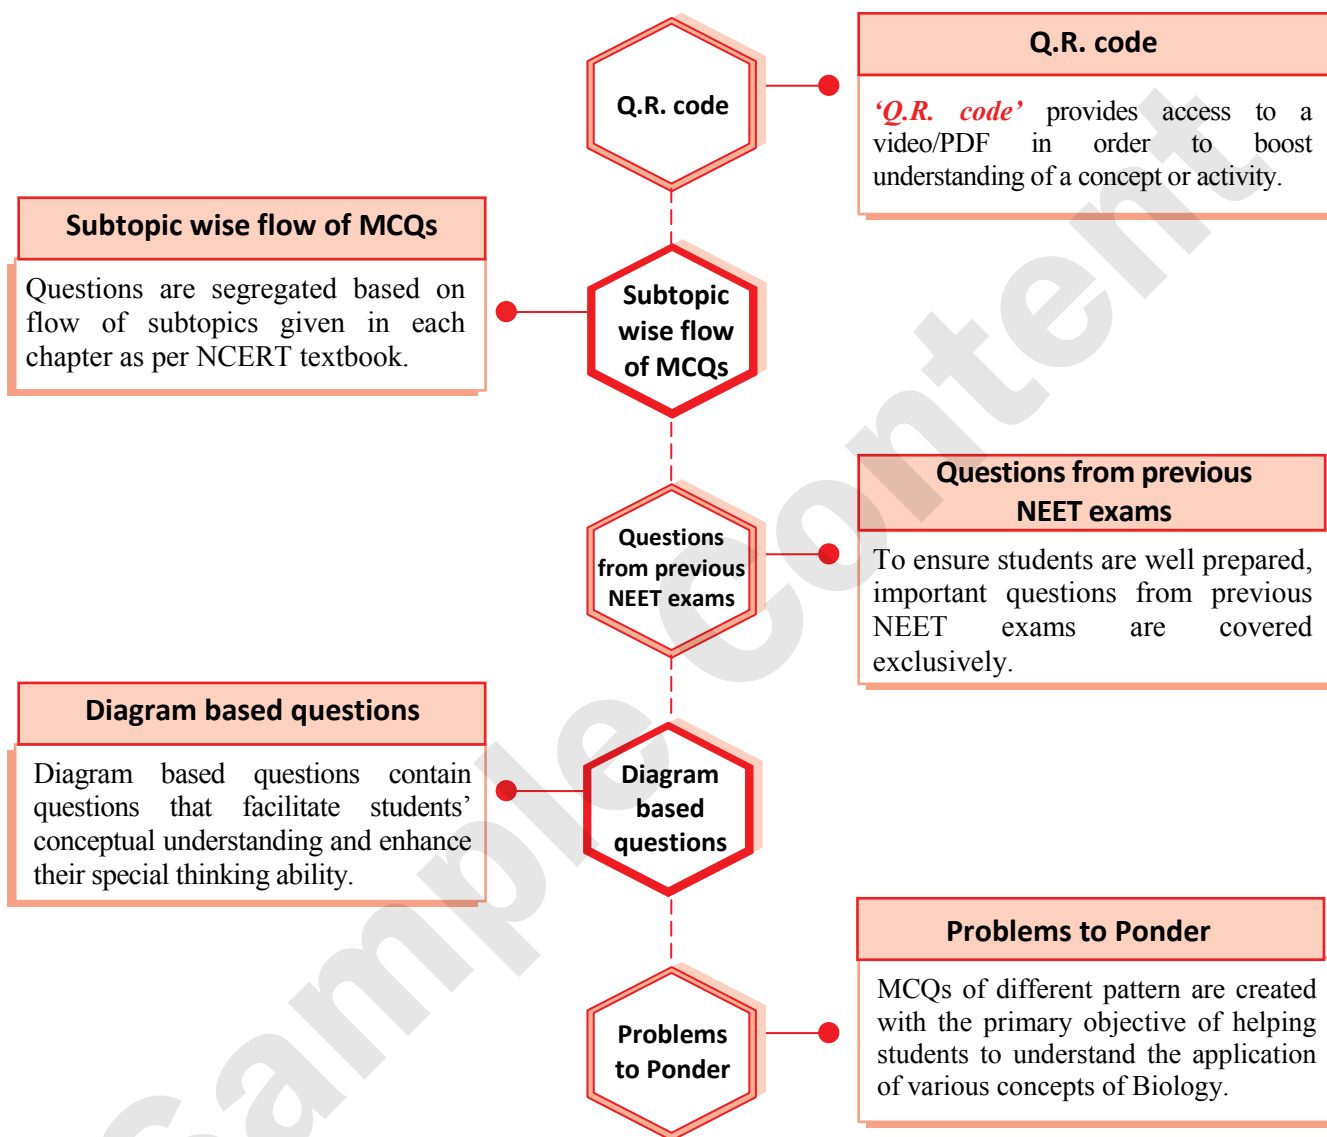 Q.R. code
Q.R. code
‘Q.R. code’ provides access to a
video/PDF in order to boost
understanding of a concept or activity.
Subtopic wise flow of MCQs
Questions are segregated based on
flow of subtopics given in each
chapter as per NCERT textbook.
Subtopic
wise flow
of MCQs
Questions
from previous
NEET exams
Questions from previous
NEET exams
To ensure students are well prepared,
important questions from previous
NEET exams are covered
exclusively.
Diagram based questions
Diagram based questions contain
questions that facilitate students’
conceptual understanding and enhance
their special thinking ability.
Diagram
based
questions
Problems
to Ponder
Problems to Ponder
MCQs of different pattern are created
with the primary objective of helping
students to understand the application
of various concepts of Biology.
Sample Content